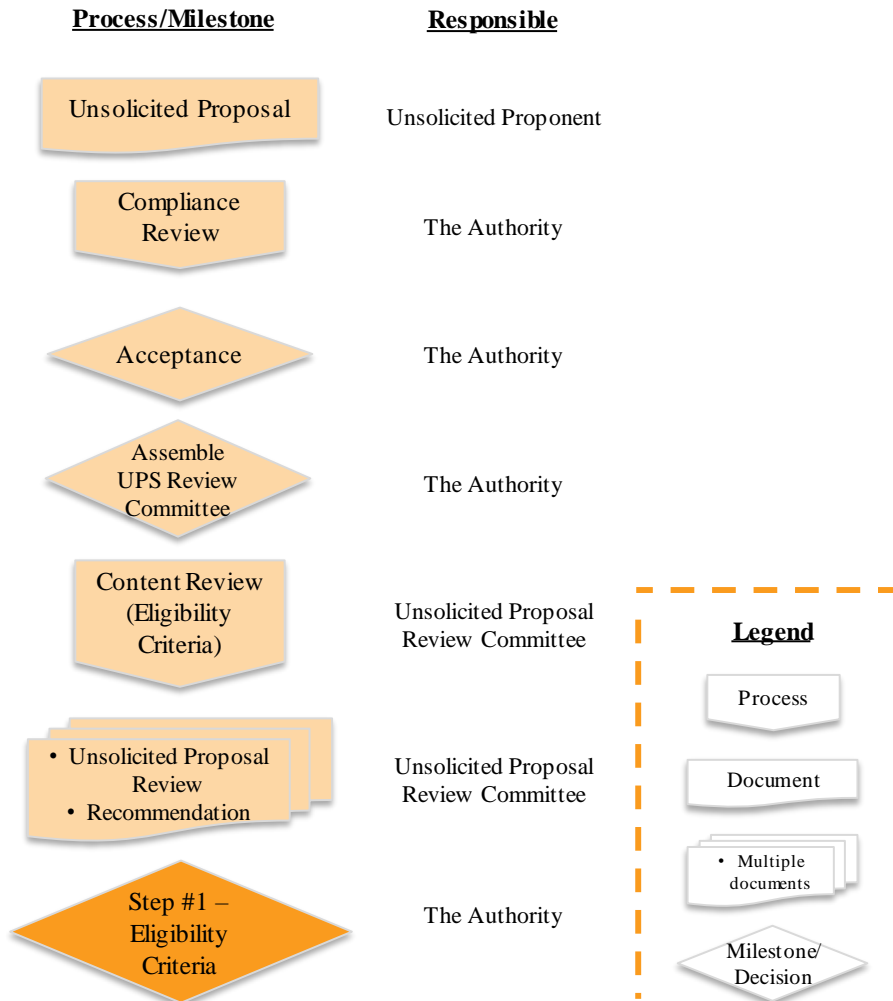 Process/Milestone
Responsible
Unsolicited Proposal
Unsolicited Proponent
Compliance
Review
The Authority
Acceptance
The Authority
Assemble
UPS Review
Committee
The Authority
Content Review
(Eligibility
Criteria)
Unsolicited Proposal
Review Committee
• Unsolicited Proposal
Review
• Recommendation
Unsolicited Proposal
Review Committee
Step #1 –
Eligibility
Criteria
The Authority
Legend
Process
Document
• Multiple
documents
Milestone/
Decision